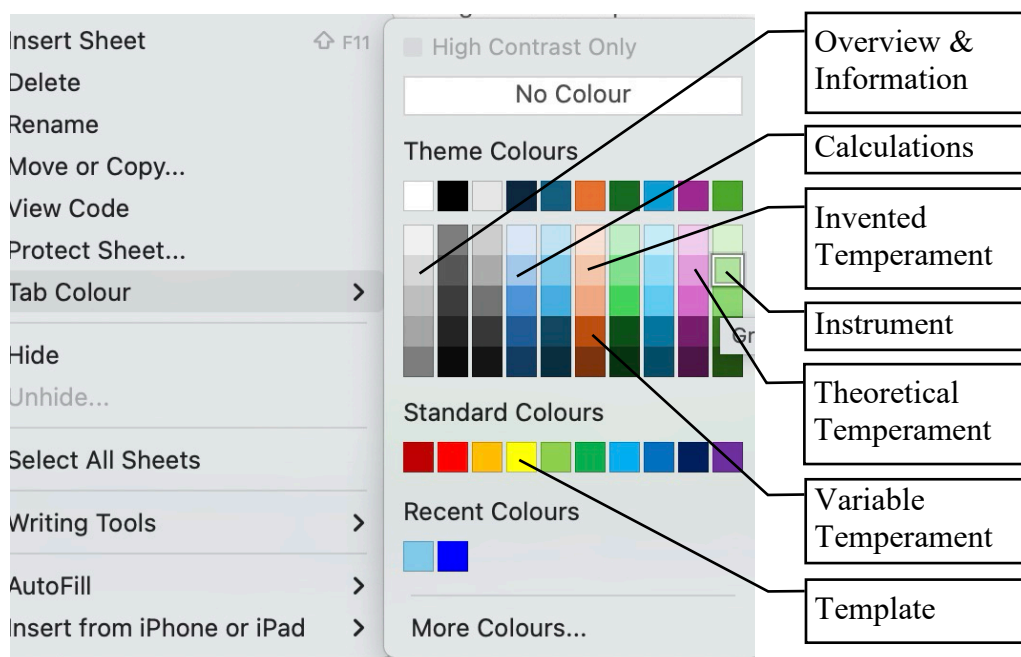 Insert Sheet
⇧ F11
Delete
Rename
Move or Copy...
View Code
Protect Sheet...
Tab Colour
Hide
Unhide...
Select All Sheets
Writing Tools
AutoFill
Insert from iPhone or iPad
High Contrast Only
No Colour
Theme Colours
Gr
Standard Colours
Recent Colours
More Colours...
Overview &
Information
Calculations
Invented
Temperament
Instrument
Theoretical
Temperament
Variable
Temperament
Template